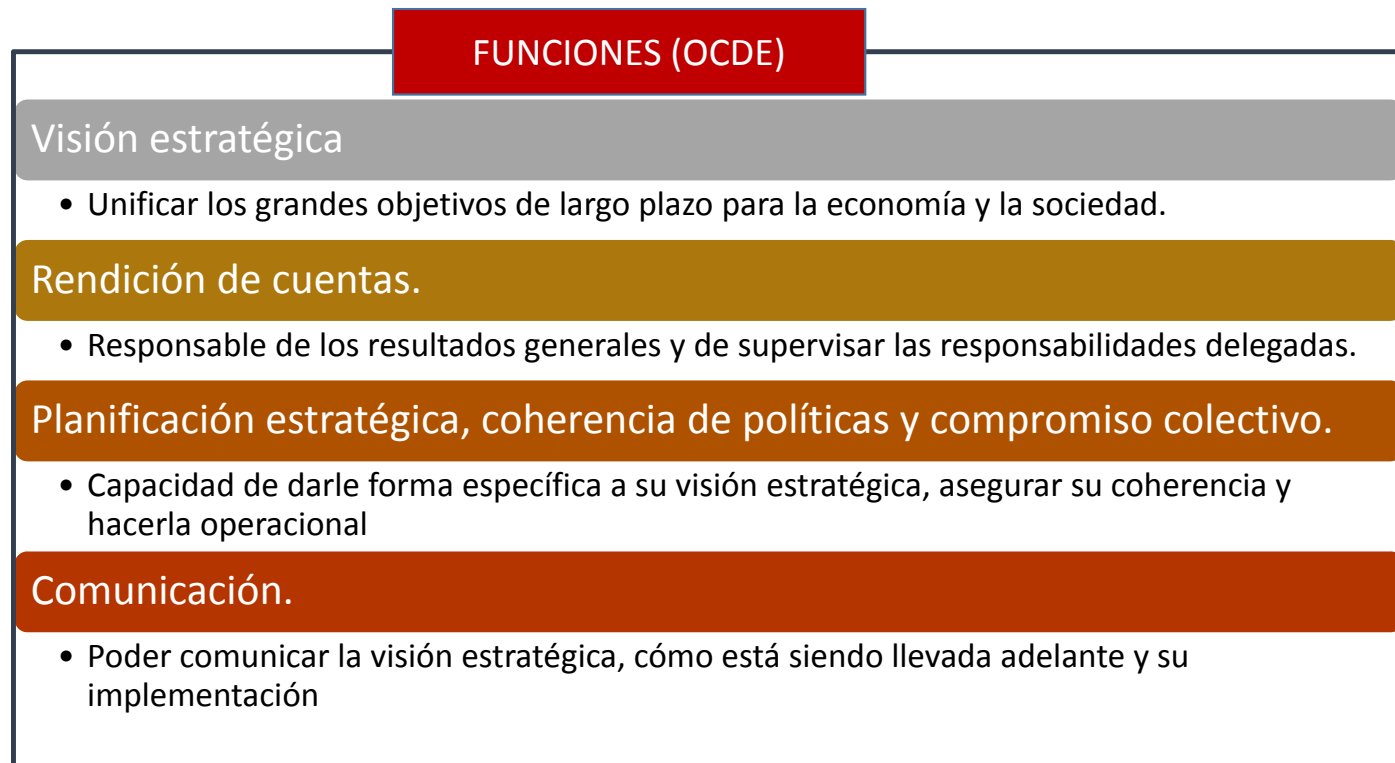 FUNCIONES (OCDE)
Visión estratégica
• Unificar los grandes objetivos de largo plazo para la economía y la sociedad.
Rendición de cuentas.
• Responsable de los resultados generales y de supervisar las responsabilidades delegadas.
Planificación estratégica, coherencia de políticas y compromiso colectivo.
• Capacidad de darle forma específica a su visión estratégica, asegurar su coherencia y
hacerla operacional
Comunicación.
• Poder comunicar la visión estratégica, cómo está siendo llevada adelante y su
implementación